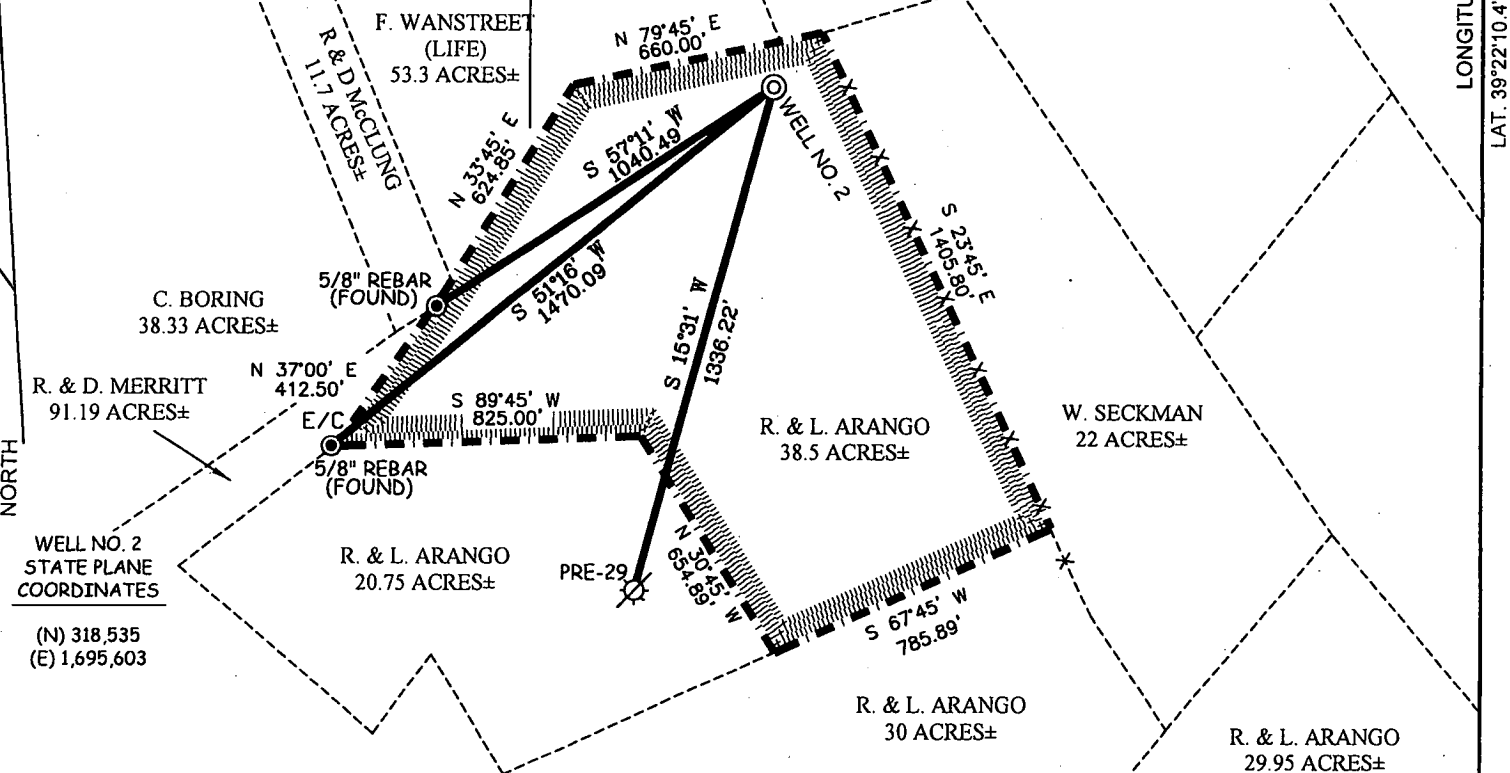 F. WANSTREET
(LIFE)
53.3 ACRES±
R & D McCLUNG
11.7 ACRES±
N 79°45' E
660.00'
LONGITU
LAT. 39°22'10.4"
WELL NO. 2
N 33°45' E
624.85'
S 57°11' W
1040.49'
S 51°16' W
1470.09'
S 15°31' W
1336.22'
S 23°45' E
1405.80'
5/8" REBAR
(FOUND)
C. BORING
38.33 ACRES±
N 37°00' E
412.50'
R. & D. MERRITT
91.19 ACRES±
E/C
S 89°45' W
825.00'
5/8" REBAR
(FOUND)
R. & L. ARANGO
38.5 ACRES±
W. SECKMAN
22 ACRES±
NORTH
WELL NO. 2
STATE PLANE
COORDINATES
(N) 318,535
(E) 1,695,603
R. & L. ARANGO
20.75 ACRES±
PRE-29
N 30°45' W
654.89'
S 67°45' W
785.89'
R. & L. ARANGO
30 ACRES±
R. & L. ARANGO
29.95 ACRES±